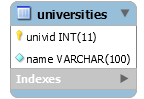 universities
univid INT(11)
name VARCHAR(100)
Indexes